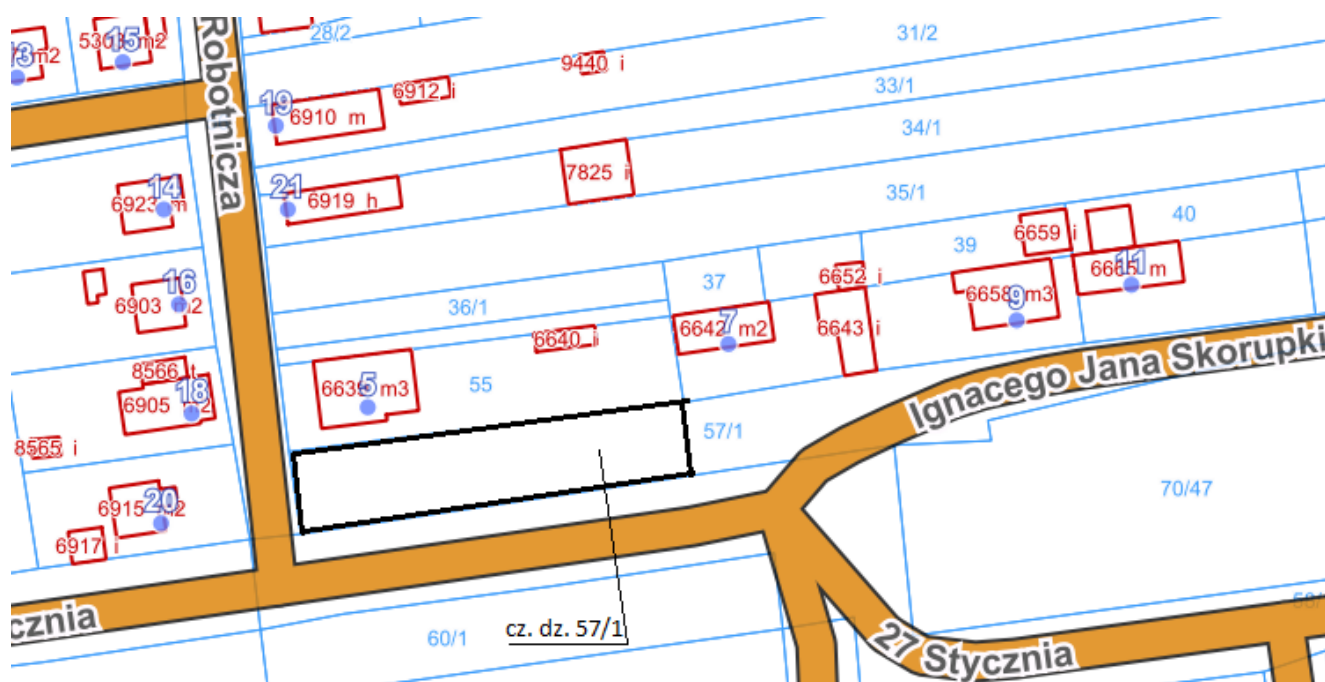 Robotnicza
28/2
31/2
15
19
6910 m
6912 i
9440 i
33/1
34/1
7825 i
21
6919 h
14
6923 m
35/1
40
39
6659 i
11
6665 m
37
6652 i
6658 m3
9
16
6903 m2
36/1
6640 i
6642 m2
7
6643 i
Ignacego Jana Skorupki
8566 t
5
55
18
6905
8565 i
57/1
20
6915
70/47
6917 i
cznia
60/1
cz. dz. 57/1
27 Stycznia